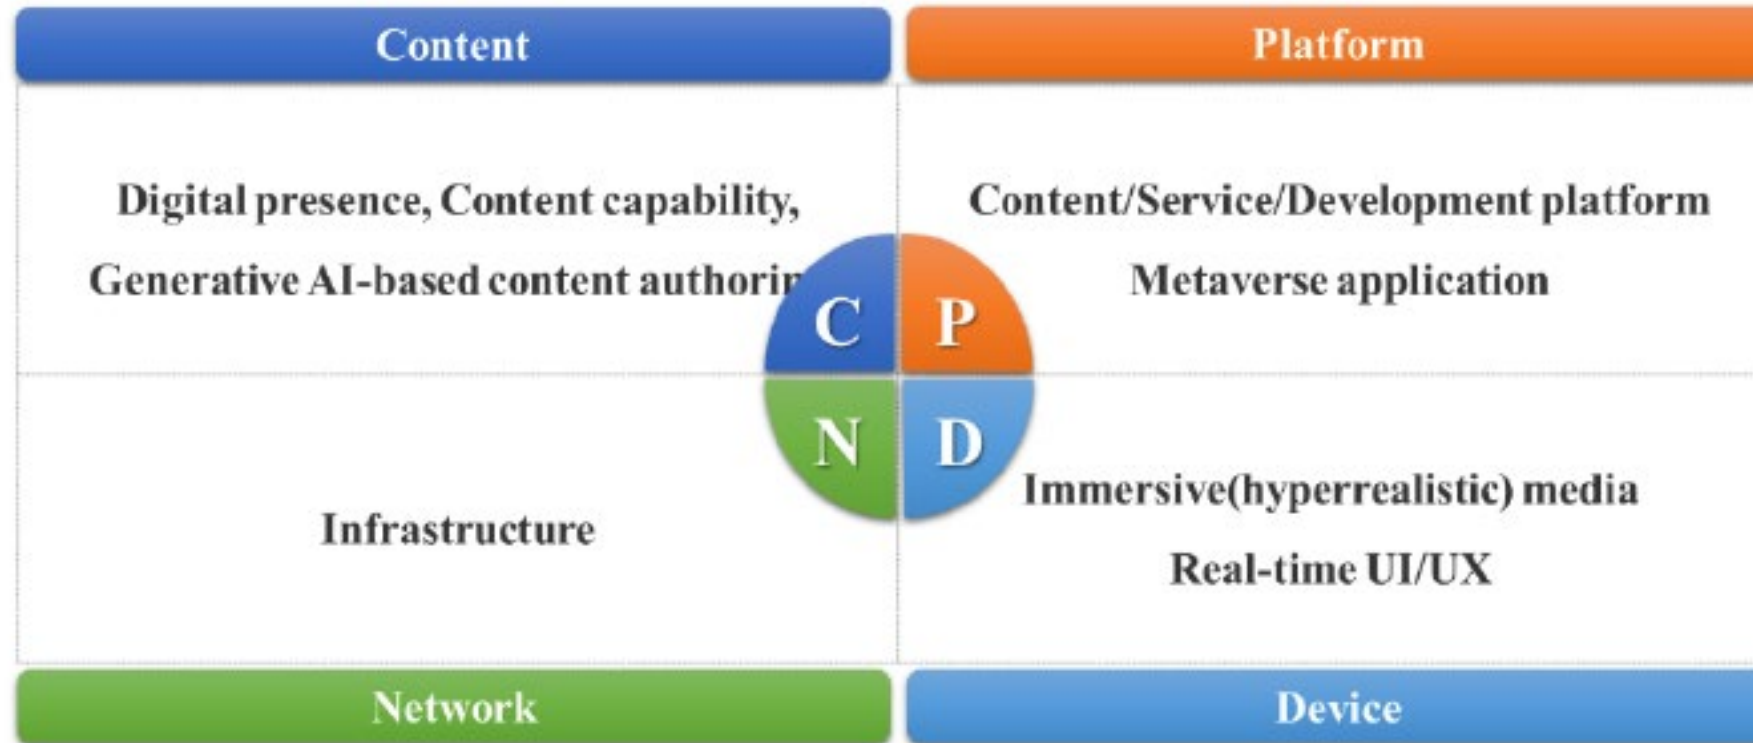 Content
Platform
Digital presence, Content capability,
Generative AI-based content authorin
Content/Service/Development platform
Metaverse application
C
P
N
D
Infrastructure
Immersive(hyperrealistic) media
Real-time UI/UX
Network
Device